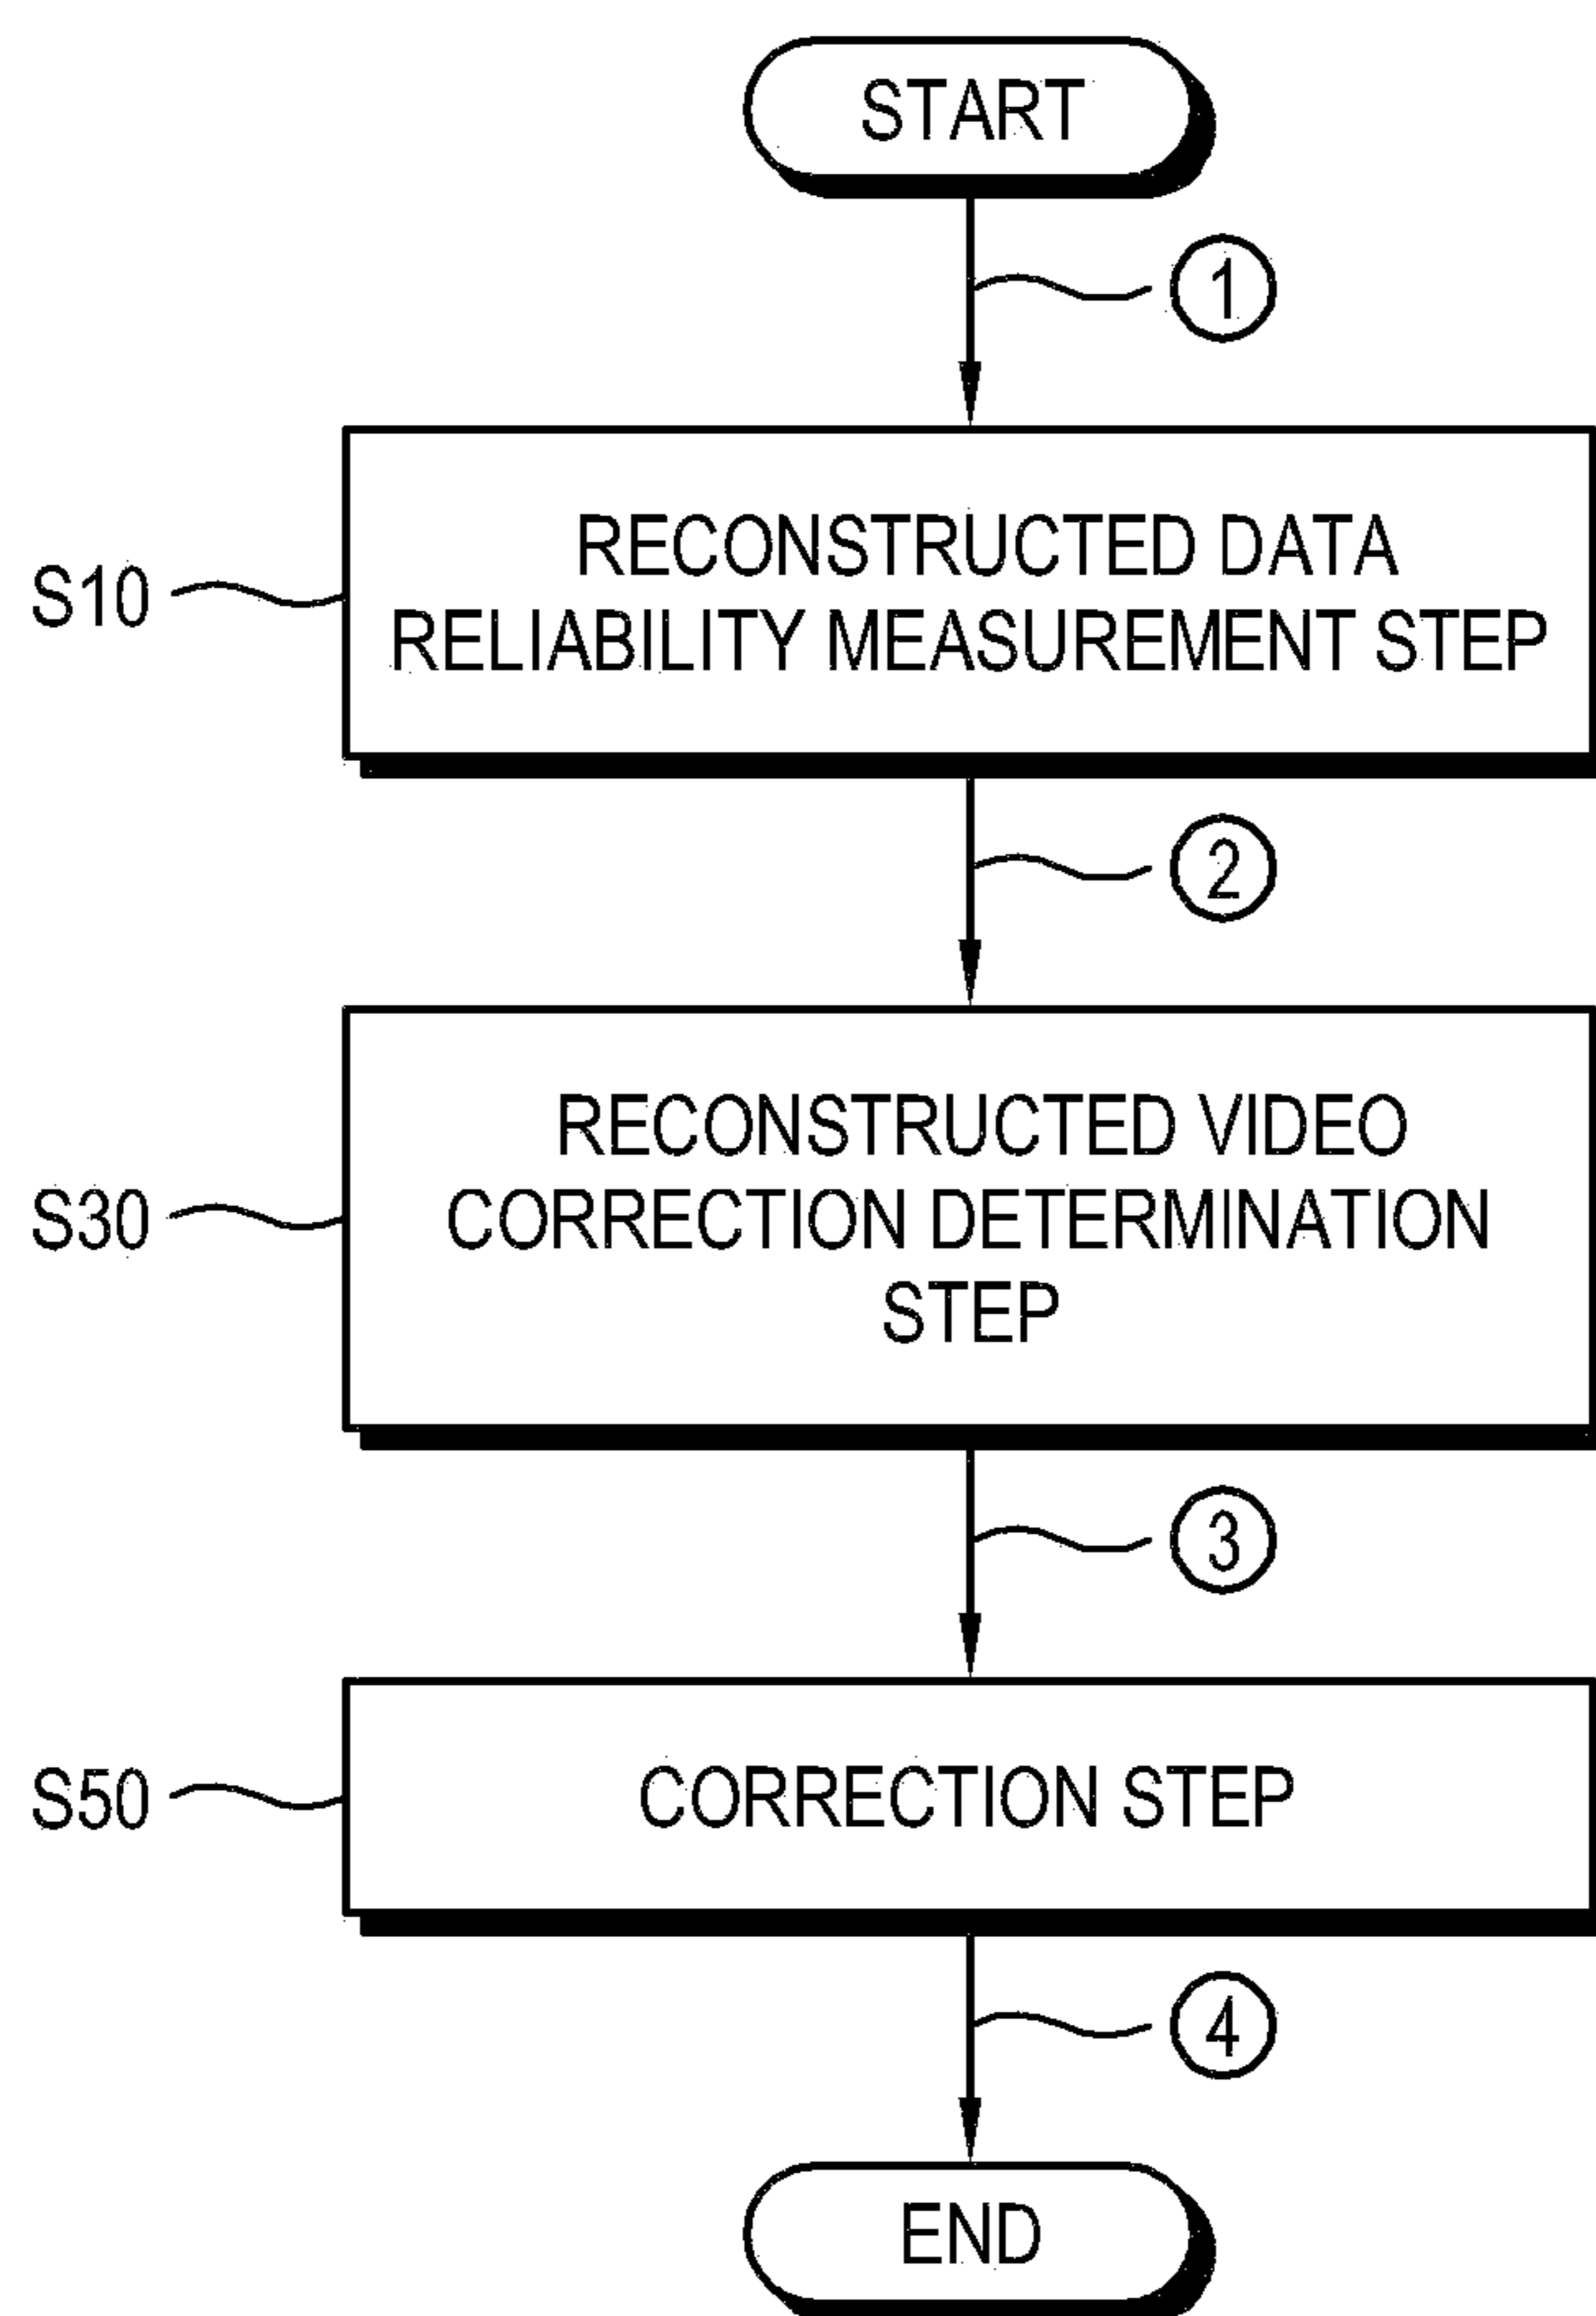 START
1
RECONSTRUCTED DATA
S10
RELIABILITY MEASUREMENT STEP
2
RECONSTRUCTED VIDEO
S30
CORRECTION DETERMINATION
STEP
3
S50
CORRECTION STEP
4
END